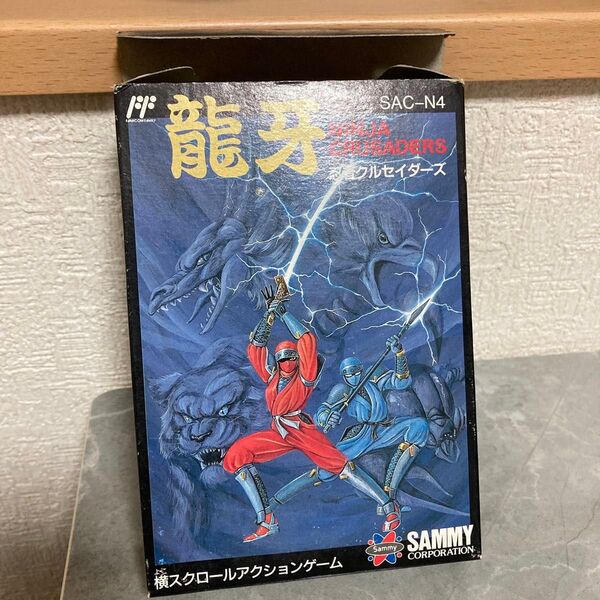 SAC-N4
龍牙
NINJA
CRUSADERS
忍者クルセイダーズ
Sammy
SAMMY
CORPORATION
横スクロールアクションゲーム